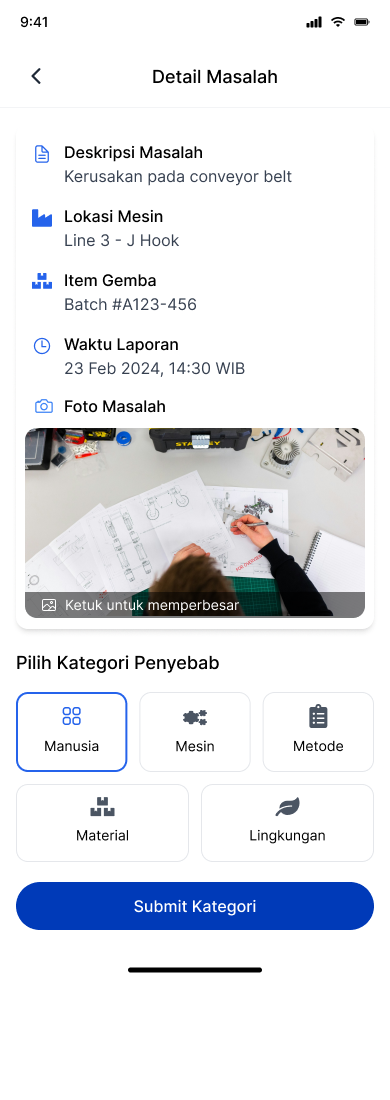 9:41
Detail Masalah
Deskripsi Masalah
Kerusakan pada conveyor belt
Lokasi Mesin
Line 3 - J Hook
Item Gemba
Batch #A123-456
Waktu Laporan
23 Feb 2024, 14:30 WIB
Foto Masalah
STANLEY
Ketuk untuk memperbesar
Pilih Kategori Penyebab
Manusia
Mesin
Metode
Material
Lingkungan
Submit Kategori